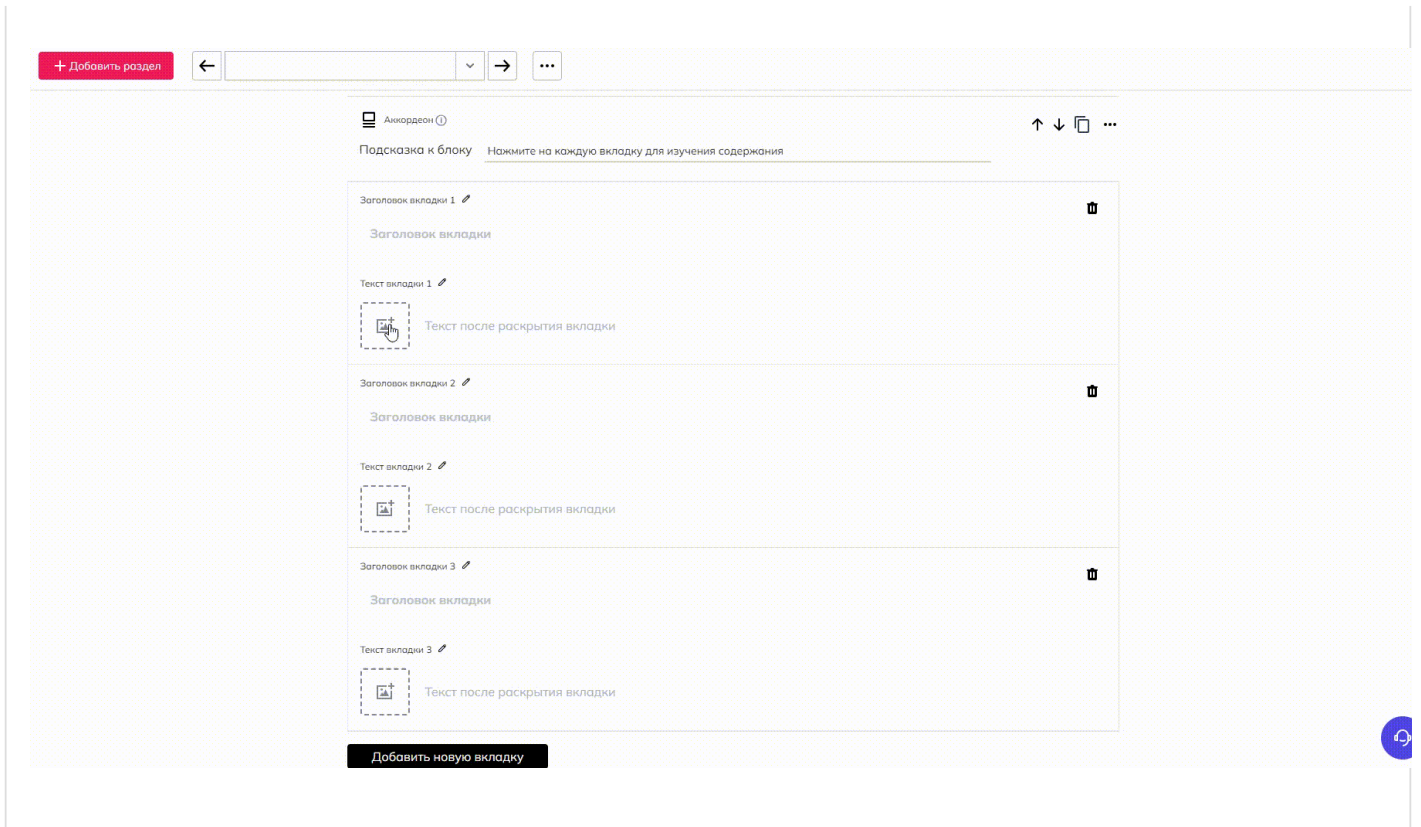 + Добавить раздел
Аккордеон
Подсказка к блоку Нажмите на каждую вкладку для изучения содержания
Заголовок вкладки 1
Заголовок вкладки
Текст вкладки 1
Текст после раскрытия вкладки
Заголовок вкладки 2
Заголовок вкладки
Текст вкладки 2
Текст после раскрытия вкладки
Заголовок вкладки 3
Заголовок вкладки
Текст вкладки 3
Текст после раскрытия вкладки
Добавить новую вкладку